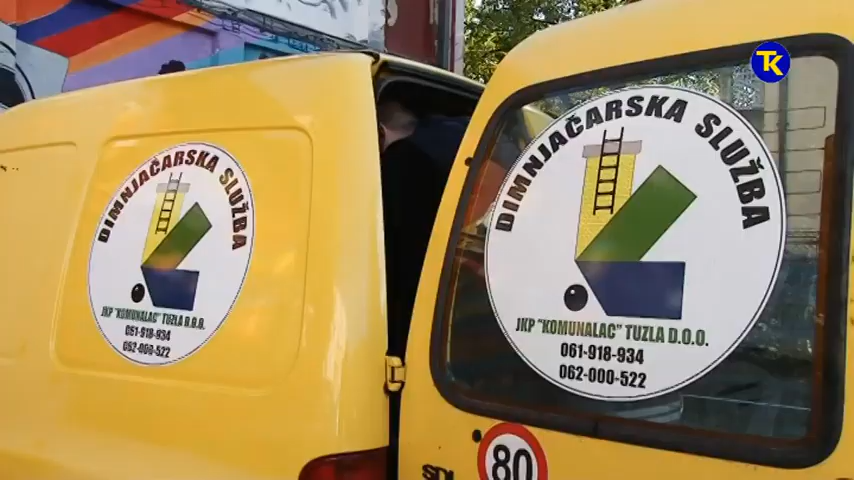 TK
DIMNJAČARSKA SLUŽBA
JKP "KOMUNALAC" TUZLA D.O.O.
061-918-934
062-000-522
DIMNJAČARSKA SLUŽBA
JKP "KOMUNALAC" TUZLA D.O.O.
061-918-934
062-000-522
80
SDI